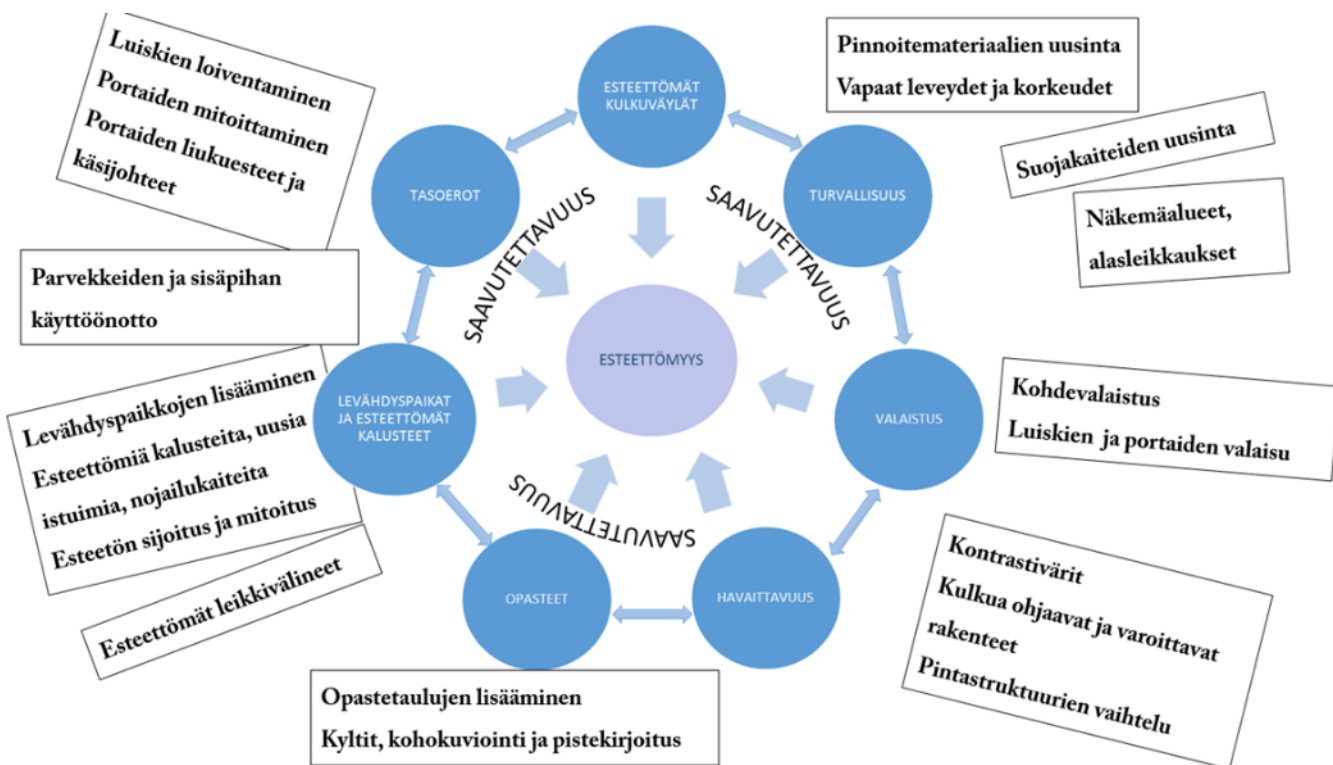 Luiskien loiventaminen
Portaiden mitoittaminen
Portaiden liukuesteet ja
käsijohteet
ESTEETTÖMÄT
KULKUVÄYLÄT
Pinnoitemateriaalien uusinta
Vapaat leveydet ja korkeudet
Suojakaiteiden uusinta
TASOEROT
TURVALLISUUS
Näkemäalueet,
alasleikkaukset
SAAVUTETTAVUUS
SAAVUTETTAVUUS
Parvekkeiden ja sisäpihan
käyttöönotto
ESTEETTÖMYYS
Levähdyspaikkojen lisääminen
Esteettömiä kalusteita, uusia
istuimia, nojailukaiteita
Esteetön sijoitus ja mitoitus
LEVÄHDYSPAIKAT
JA ESTEETTÖMÄT
KALUSTEET
VALAISTUS
Kohdevalaistus
Luiskien ja portaiden valaisu
SAAVUTETTAVUUS
Esteettömät leikkivälineet
OPASTEET
HAVAITTAVUUS
Kontrastivärit
Kulkua ohjaavat ja varoittavat
rakenteet
Pintastruktuurien vaihtelu
Opastetaulujen lisääminen
Kyltit, kohokuviointi ja pistekirjoitus